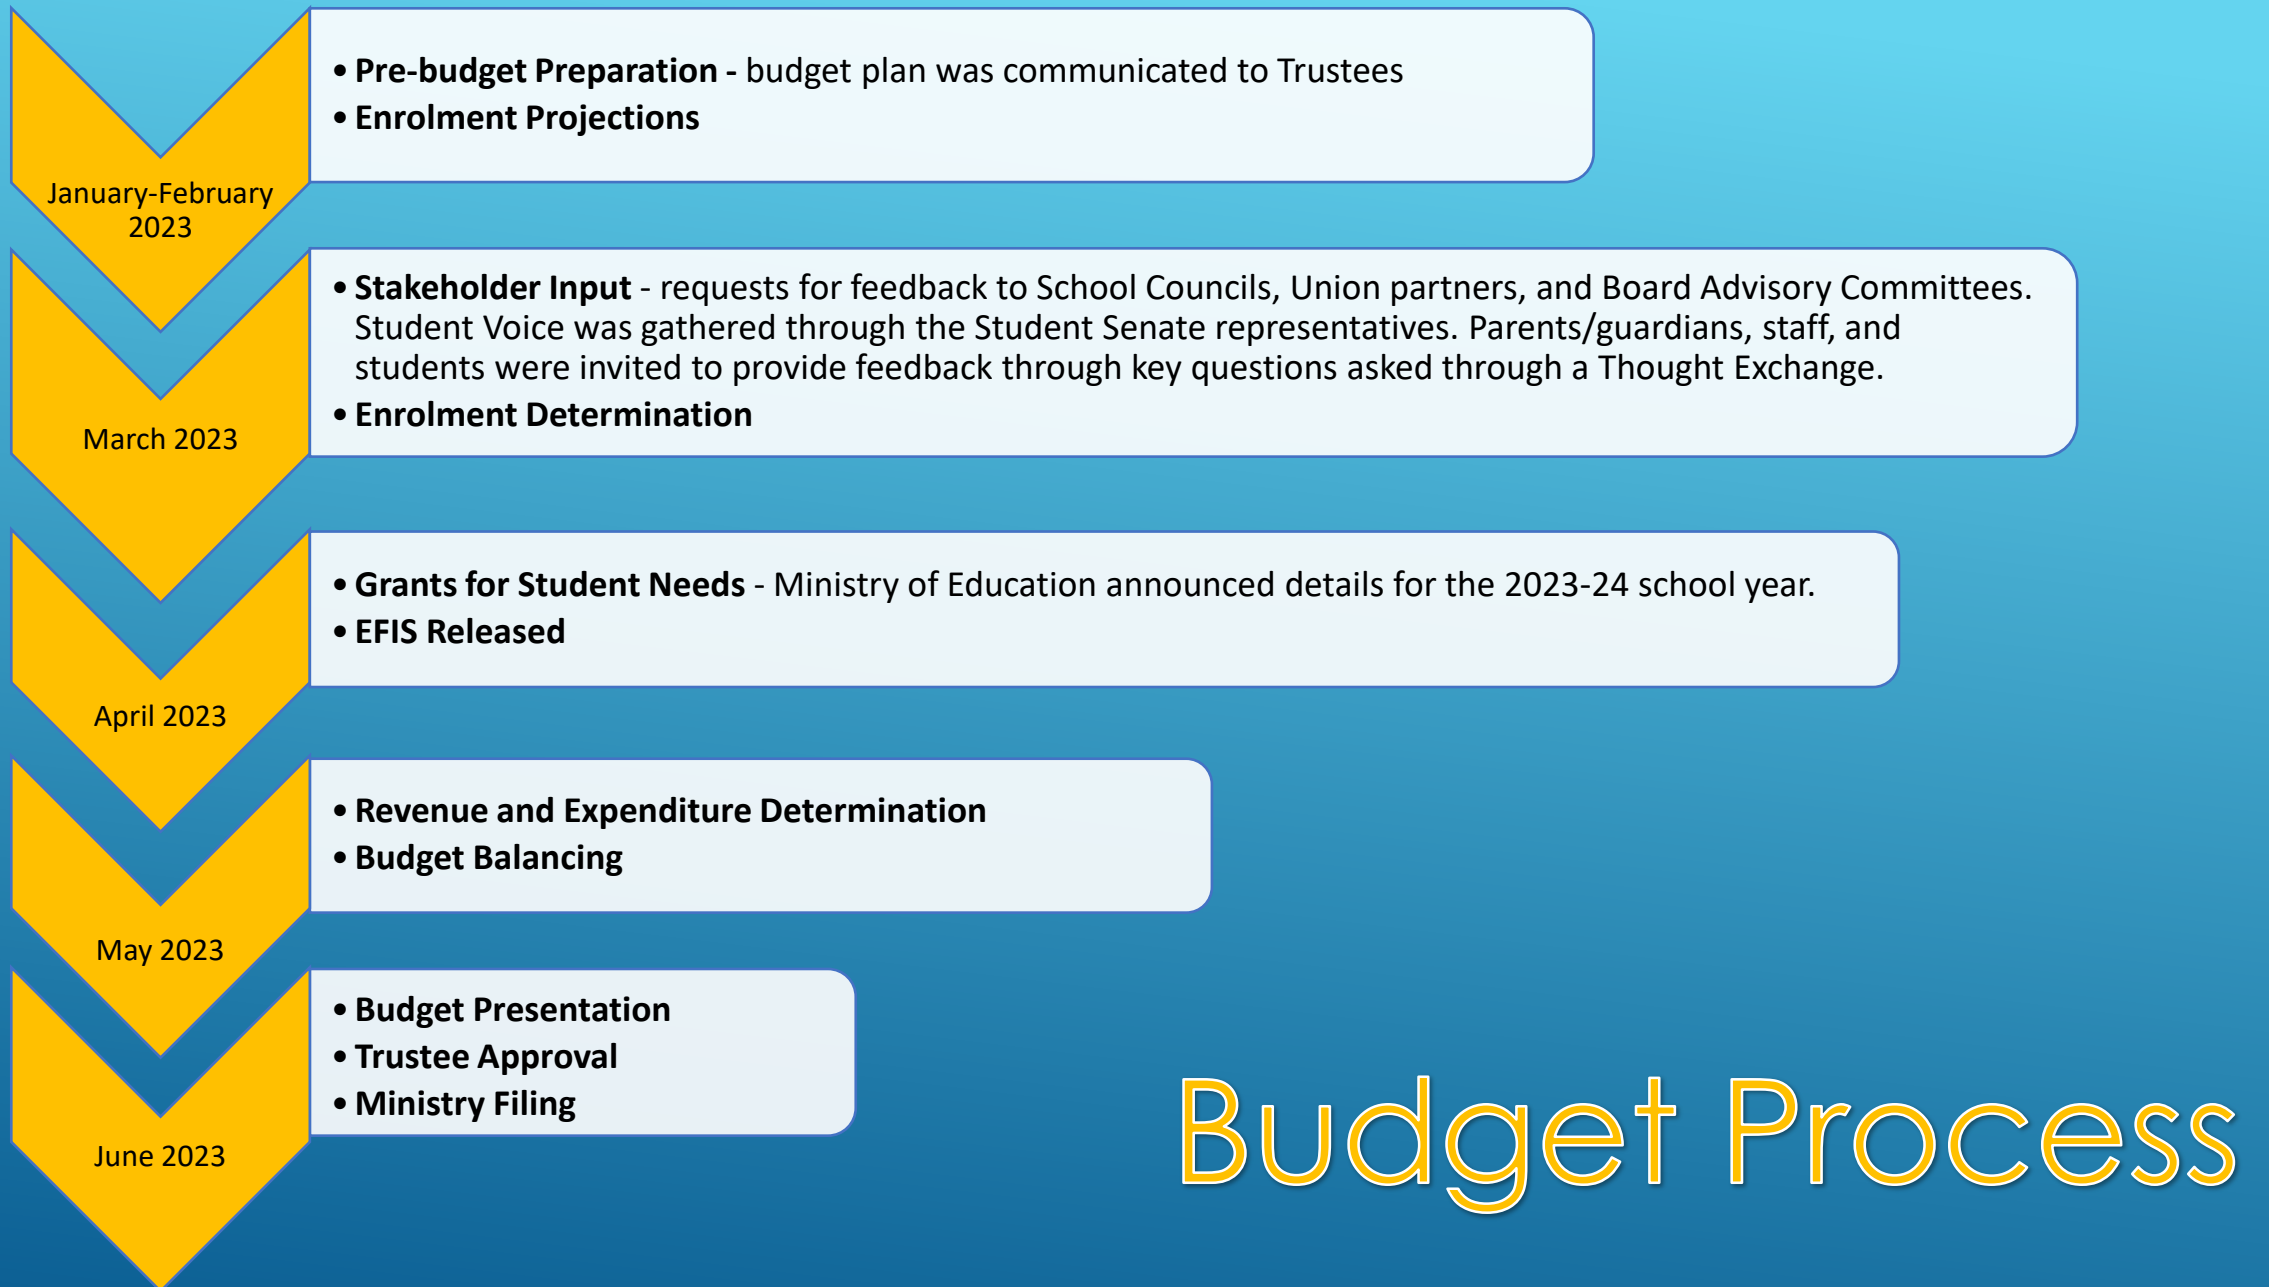 January-February
2023
• Pre-budget Preparation - budget plan was communicated to Trustees
• Enrolment Projections
March 2023
• Stakeholder Input - requests for feedback to School Councils, Union partners, and Board Advisory Committees.
Student Voice was gathered through the Student Senate representatives. Parents/guardians, staff, and
students were invited to provide feedback through key questions asked through a Thought Exchange.
• Enrolment Determination
April 2023
• Grants for Student Needs - Ministry of Education announced details for the 2023-24 school year.
• EFIS Released
May 2023
• Revenue and Expenditure Determination
• Budget Balancing
June 2023
• Budget Presentation
• Trustee Approval
• Ministry Filing
Budget Process